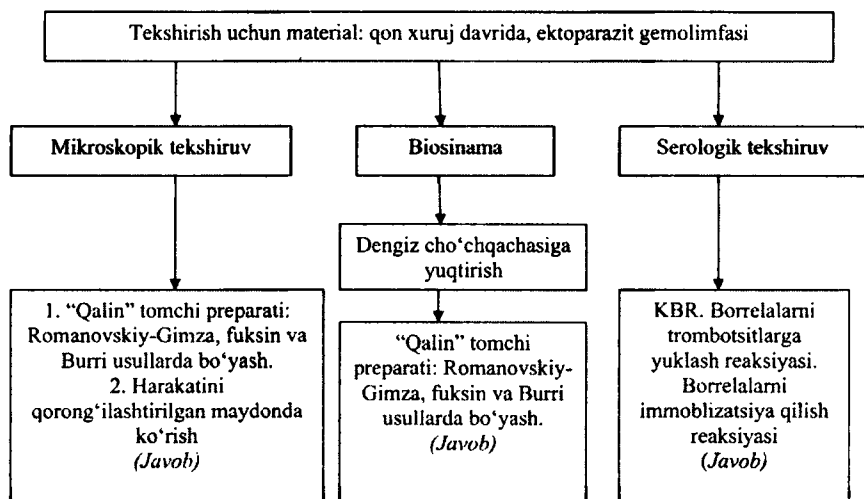 Tekshirish uchun material: qon xuruj davrida, ektoparazit gemolimfasi
Mikroskopik tekshiruv
Biosinama
Serologik tekshiruv
Dengiz cho‘chqachasiga
yuqtirish
1. “Qalin” tomchi preparati:
Romanovskiy-Gimza, fuksin va
Burri usullarda bo‘yash.
2. Harakatini
qorong‘ilashtirilgan maydonda
ko‘rish
(Javob)
“Qalin” tomchi
preparati: Romanovskiy-
Gimza, fuksin va Burri
usullarda bo‘yash.
(Javob)
KBR. Borrelalarni
trombotsitlarga
yuklash reaksiyasi.
Borrelalarni
immoblizatsiya qilish
reaksiyasi
(Javob)